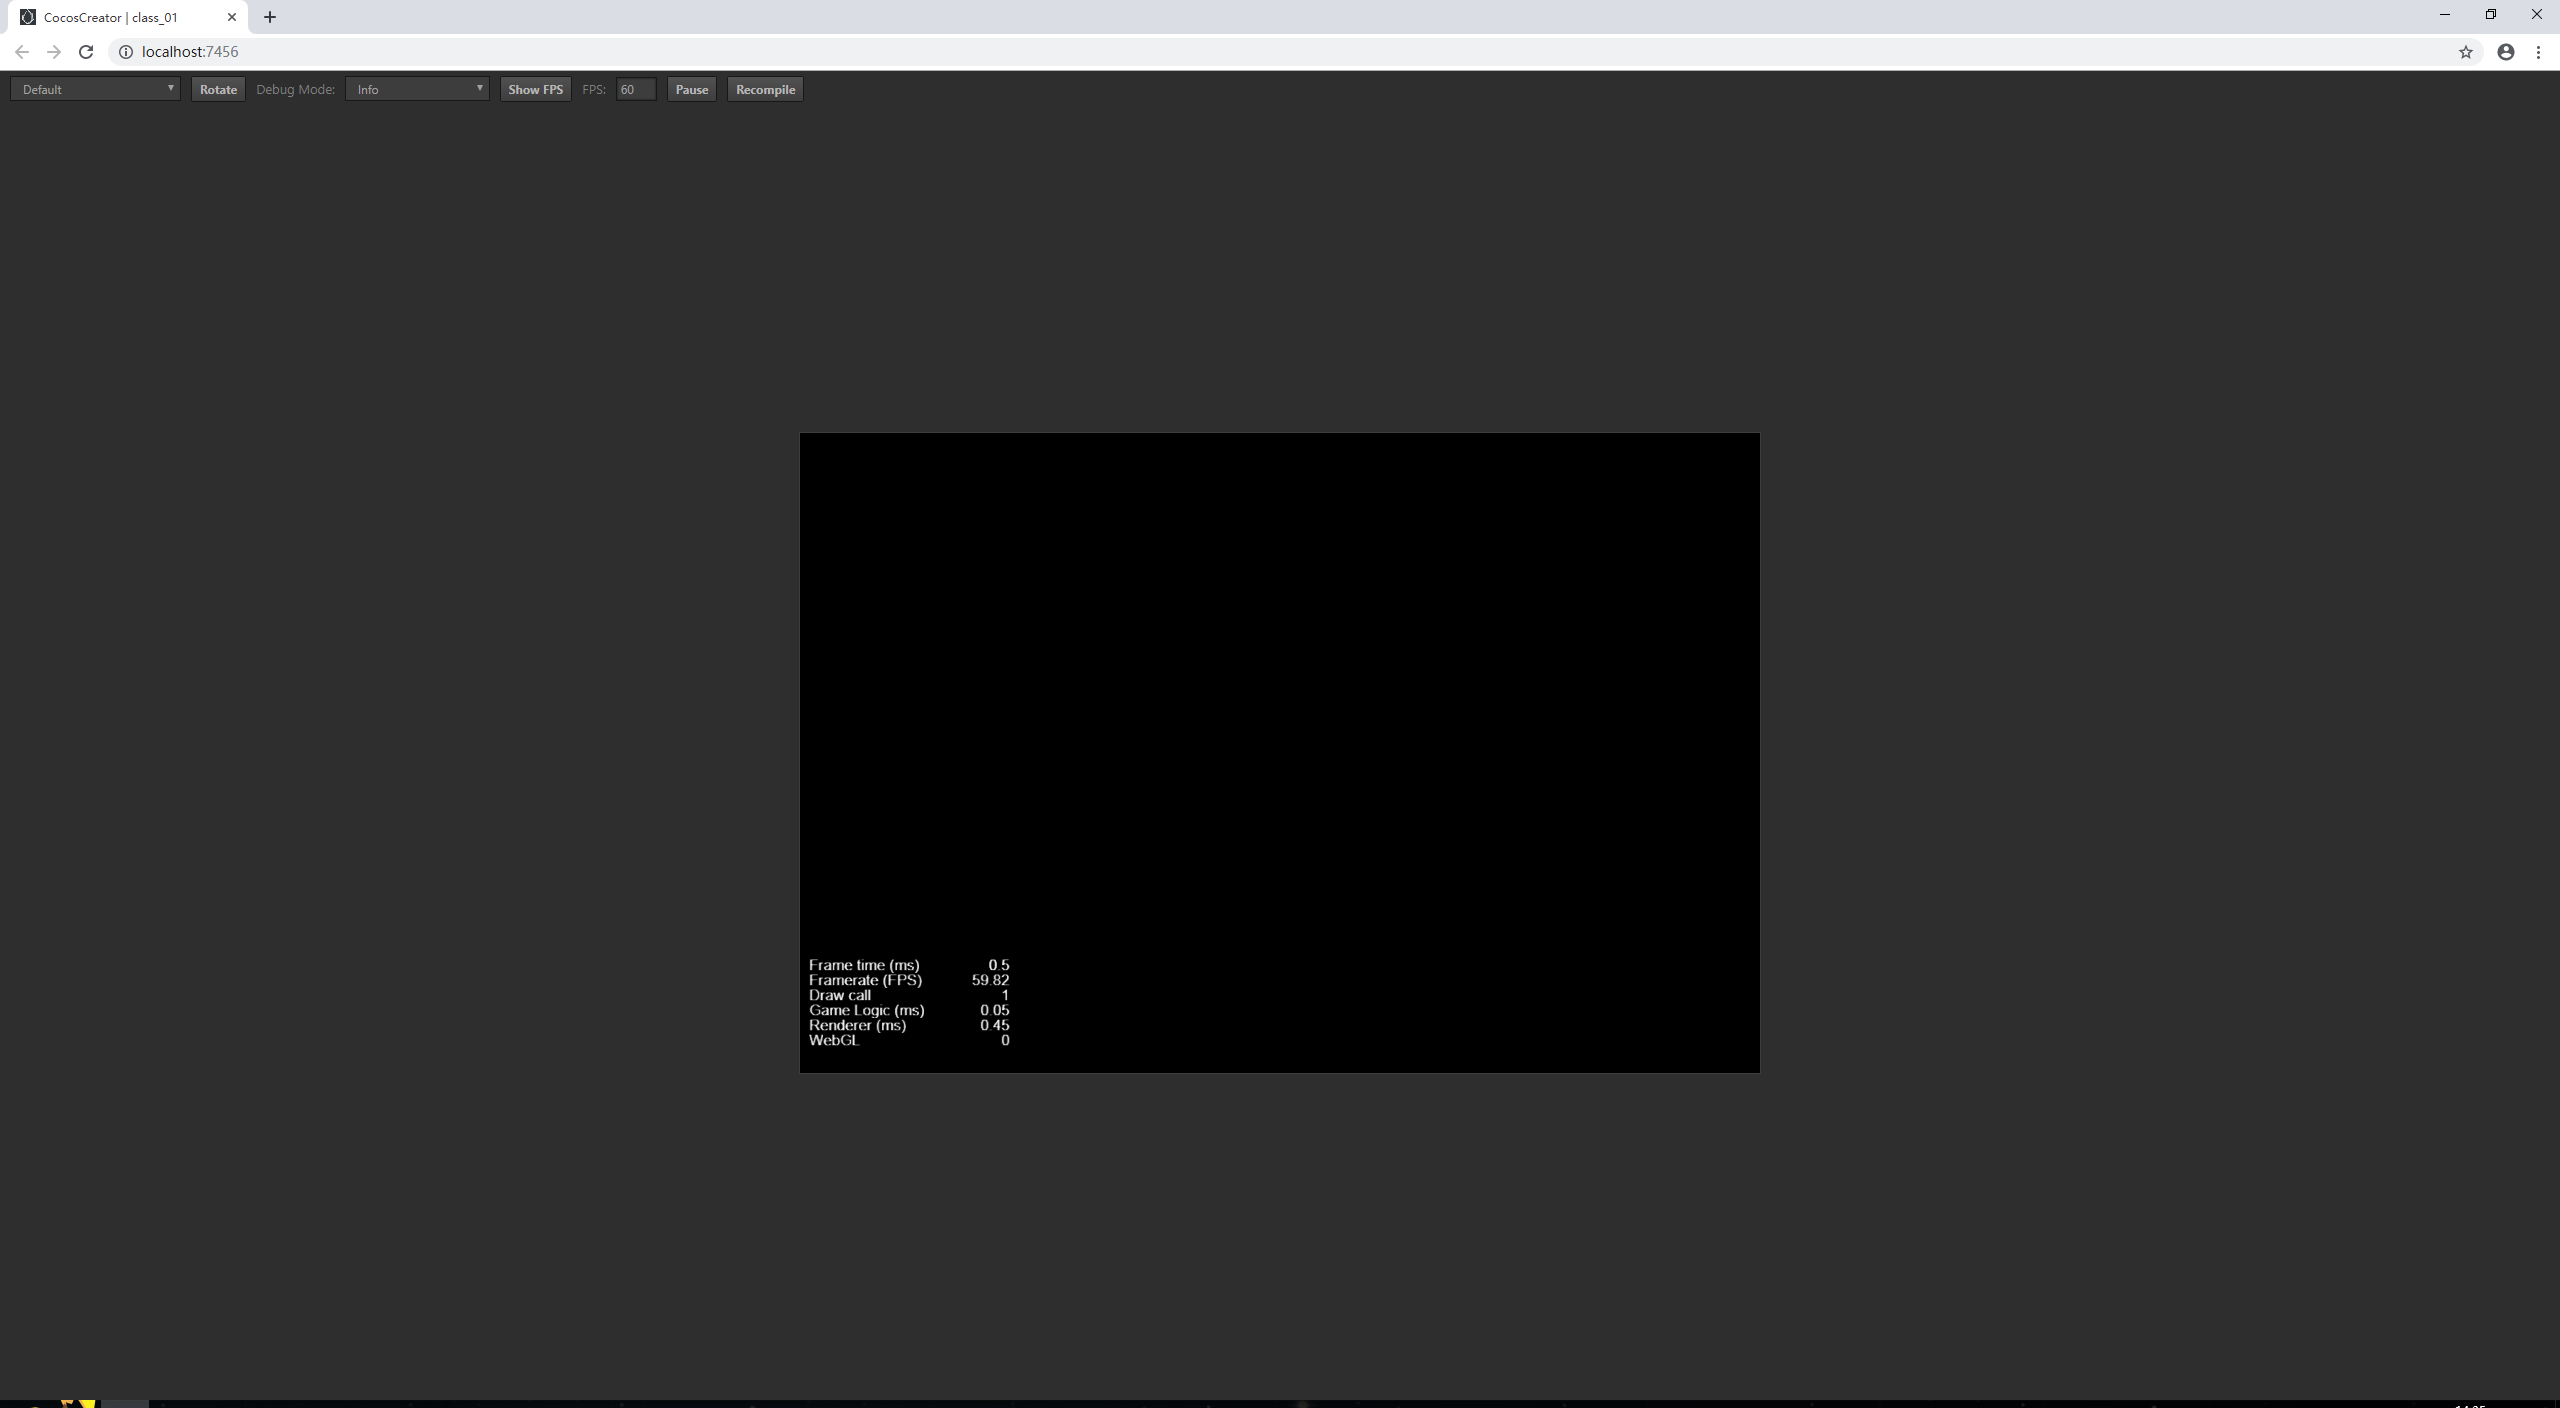 CocosCreator | class_01
localhost:7456
Default Rotate Debug Mode: Info Show FPS FPS: 60 Pause Recompile
Frame time (ms) 0.5
Framerate (FPS) 59.82
Draw call 1
Game Logic (ms) 0.05
Renderer (ms) 0.45
WebGL 0